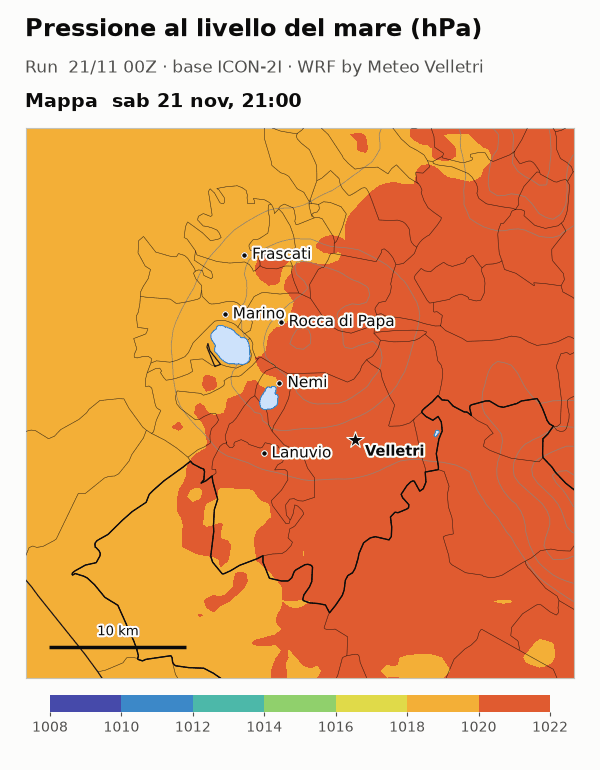 Pressione al livello del mare (hPa)
Run  21/11 00Z · base ICON-2I · WRF by Meteo Velletri
Mappa  sab 21 nov, 21:00
Frascati
Marino
Rocca di Papa
Nemi
Velletri
Lanuvio
10 km
1008 1010 1012 1014 1016 1018 1020 1022